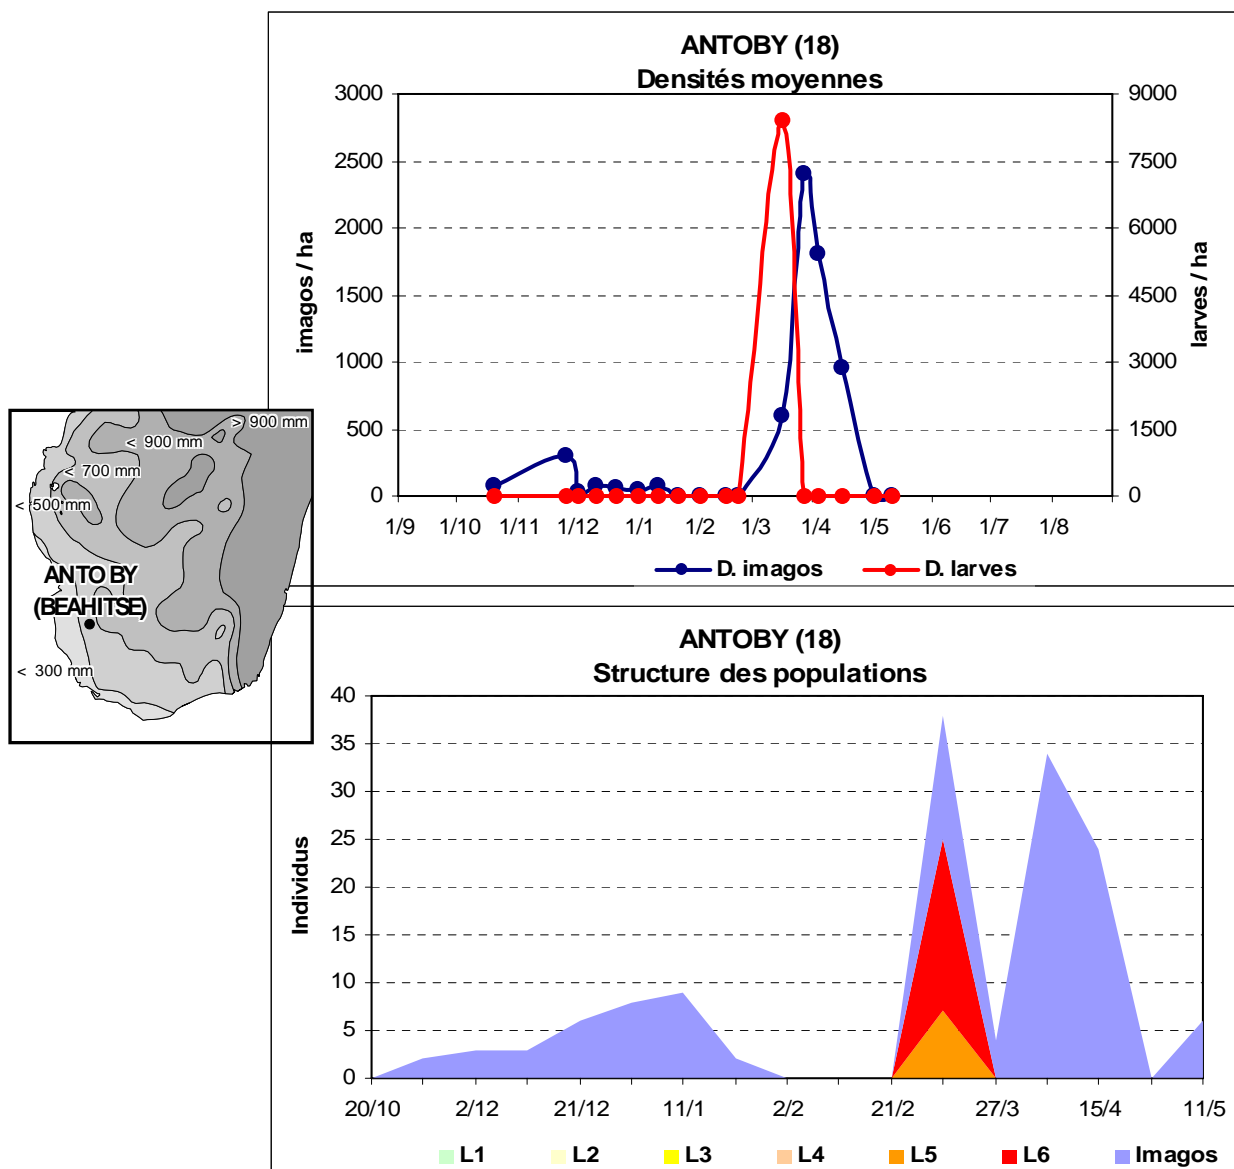 ANTOBY (18)
Densités moyennes
imagos / ha
3000
2500
2000
1500
1000
500
0
larves / ha
9000
7500
6000
4500
3000
1500
0
1/9 1/10 1/11 1/12 1/1 1/2 1/3 1/4 1/5 1/6 1/7 1/8
D. imagos D. larves
> 900 mm
< 900 mm
< 700 mm
< 500 mm
ANTO BY
(BEAHITSE)
< 300 mm
ANTOBY (18)
Structure des populations
Individus
40
35
30
25
20
15
10
5
0
20/10 2/12 21/12 11/1 2/2 21/2 27/3 15/4 11/5
L1 L2 L3 L4 L5 L6 Imagos